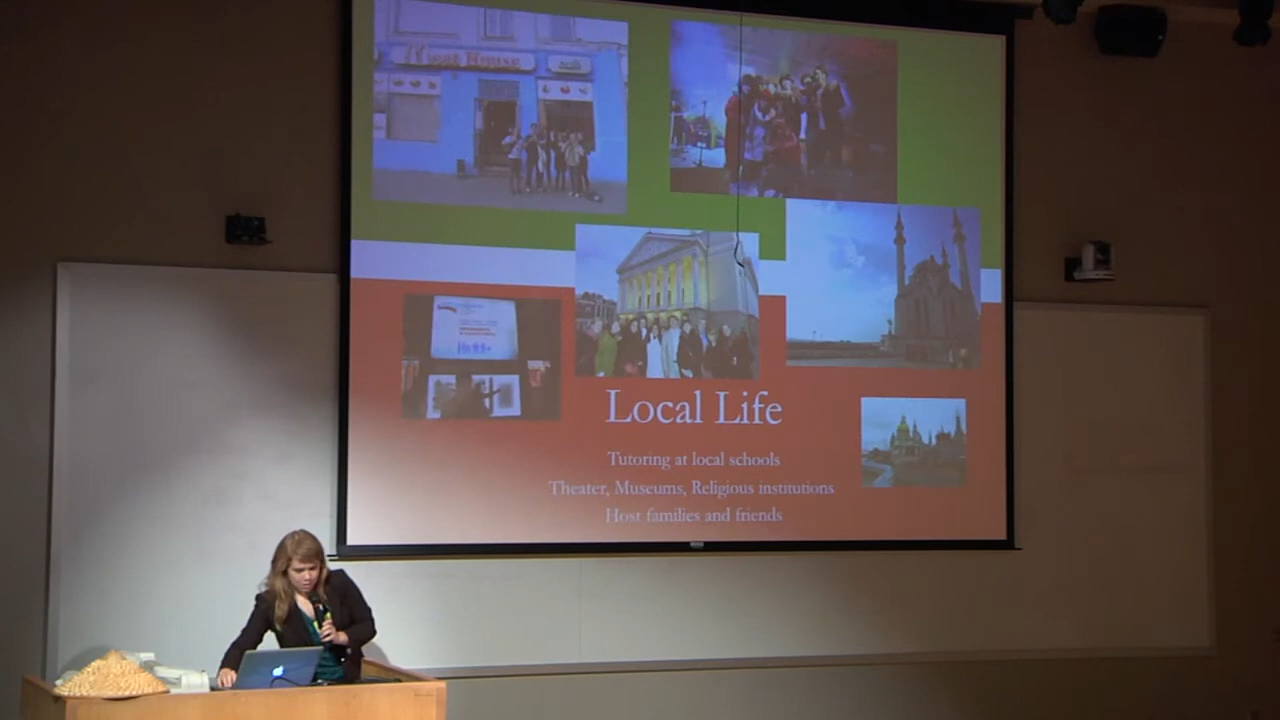 Local Life
Tutoring at local schools
Theater, Museums, Religious institutions
Host families and friends